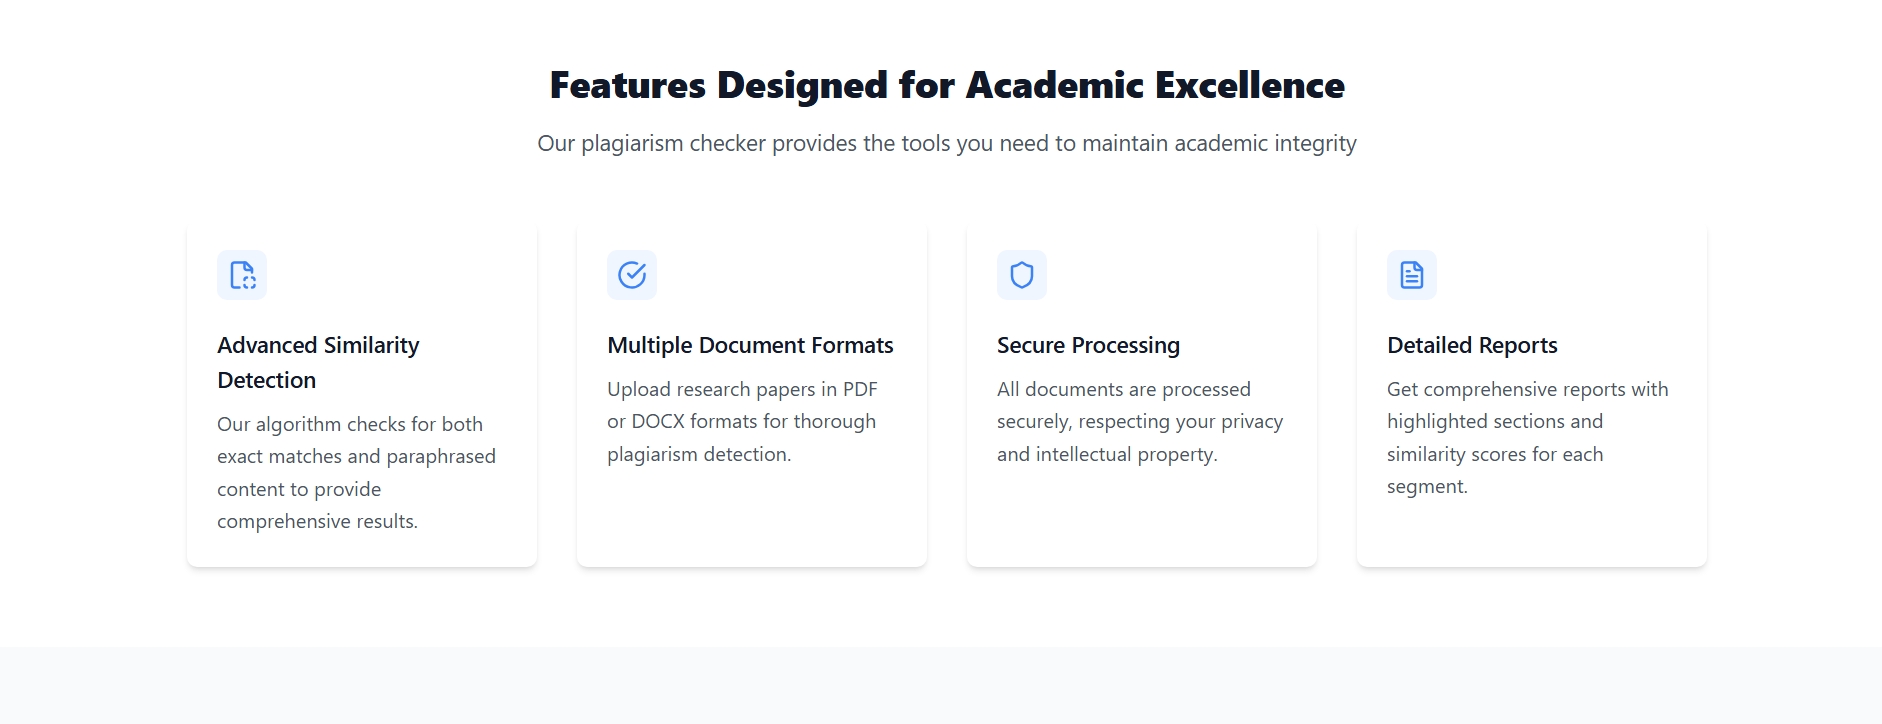 Features Designed for Academic Excellence
Our plagiarism checker provides the tools you need to maintain academic integrity
Advanced Similarity
Detection
Our algorithm checks for both
exact matches and paraphrased
content to provide
comprehensive results.
Multiple Document Formats
Upload research papers in PDF
or DOCX formats for thorough
plagiarism detection.
Secure Processing
All documents are processed
securely, respecting your privacy
and intellectual property.
Detailed Reports
Get comprehensive reports with
highlighted sections and
similarity scores for each
segment.